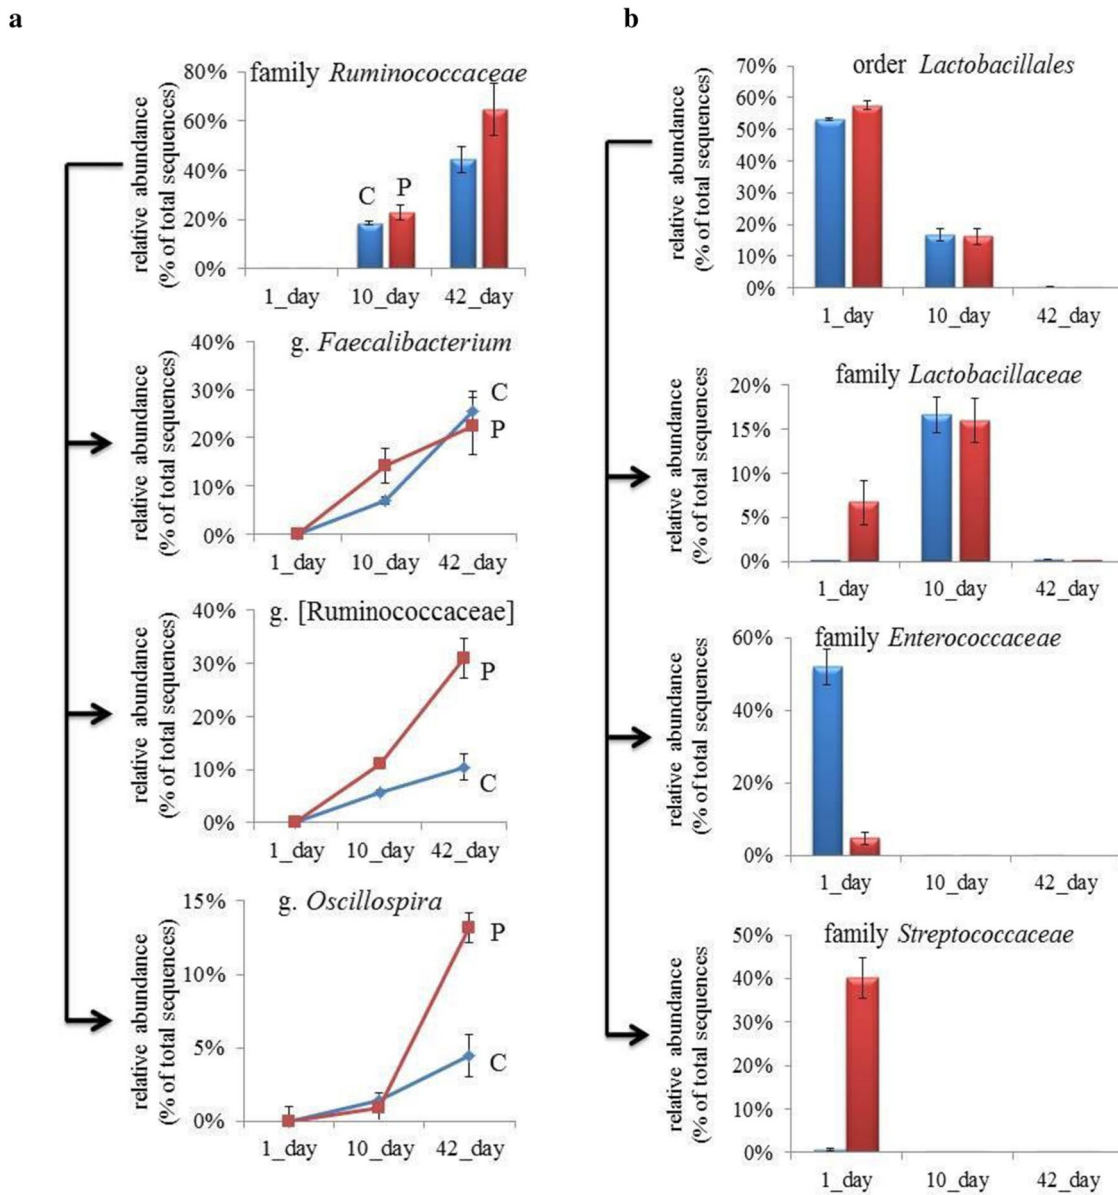 a
family Ruminococcaceae
relative abundance
(% of total sequences)
80%
60%
40%
20%
0%
C
P
1_day 10_day 42_day
g. Faecalibacterium
relative abundance
(% of total sequences)
40%
30%
20%
10%
0%
C
P
1_day 10_day 42_day
g. [Ruminococcaceae]
relative abundance
(% of total sequences)
40%
30%
20%
10%
0%
P
C
1_day 10_day 42_day
g. Oscillospira
relative abundance
(% of total sequences)
15%
10%
5%
0%
P
C
1_day 10_day 42_day
b
order Lactobacillales
relative abundance
(% of total sequences)
70%
60%
50%
40%
30%
20%
10%
0%
1_day 10_day 42_day
family Lactobacillaceae
relative abundance
(% of total sequences
20%
15%
10%
5%
0%
1_day 10_day 42_day
family Enterococcaceae
relative abundance
(% of total sequences
60%
40%
20%
0%
1_day 10_day 42_day
family Streptococcaceae
relative abundance
(% of total sequences
50%
40%
30%
20%
10%
0%
1_day 10_day 42_day